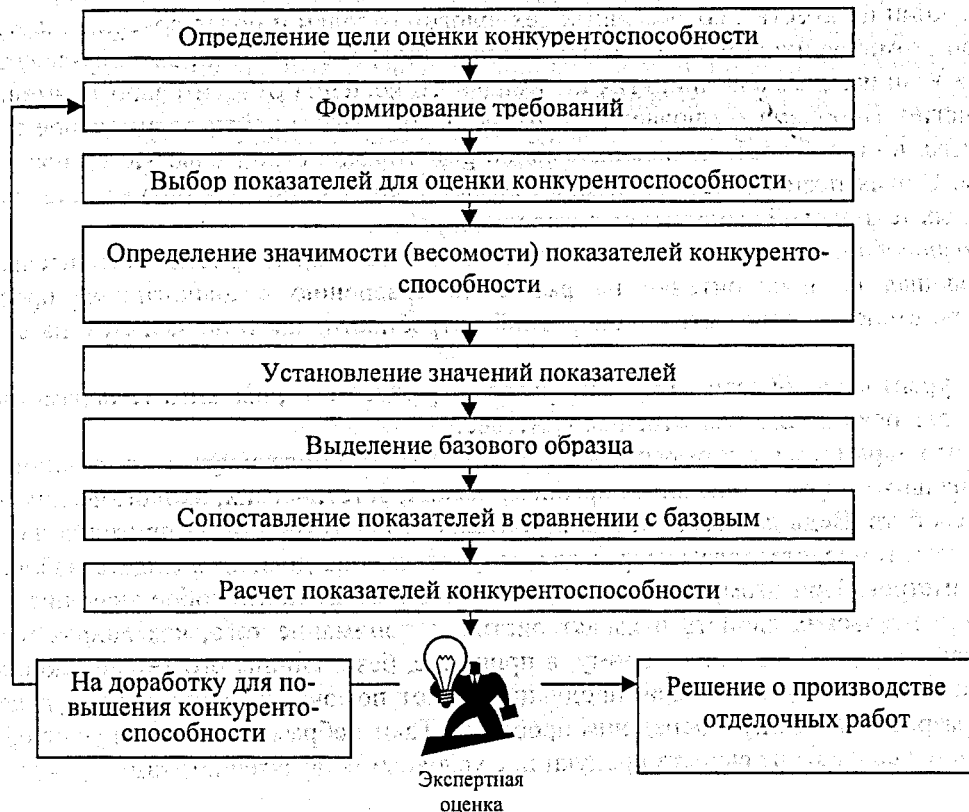 Определение цели оценки конкурентоспособности
Формирование требований
Выбор показателей для оценки конкурентоспособности
Определение значимости (весомости) показателей конкуренто-
способности
Установление значений показателей
Выделение базового образца
Сопоставление показателей в сравнении с базовым
Расчет показателей конкурентоспособности
На доработку для по-
вышения конкуренто-
способности
Экспертная
оценка
Решение о производстве
отделочных работ